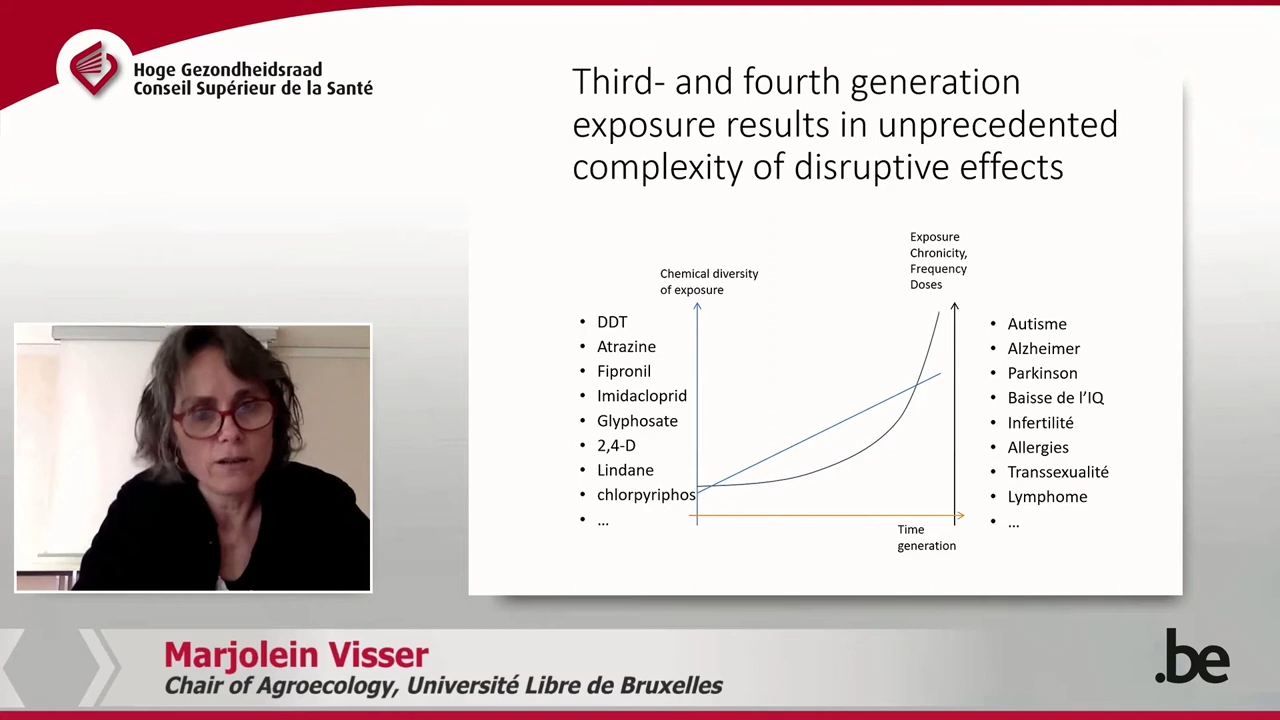 Hoge Gezondheidsraad
Conseil Supérieur de la Santé
Third- and fourth generation
exposure results in unprecedented
complexity of disruptive effects
Chemical diversity
of exposure
• DDT
• Atrazine
• Fipronil
• Imidacloprid
• Glyphosate
• 2,4-D
• Lindane
• chlorpyriphos
• ...
Exposure
Chronicity,
Frequency
Doses
• Autisme
• Alzheimer
• Parkinson
• Baisse de l’IQ
• Infertilité
• Allergies
• Transsexualité
• Lymphome
• ...
Time
generation
Marjolein Visser
Chair of Agroecology, Université Libre de Bruxelles
.be